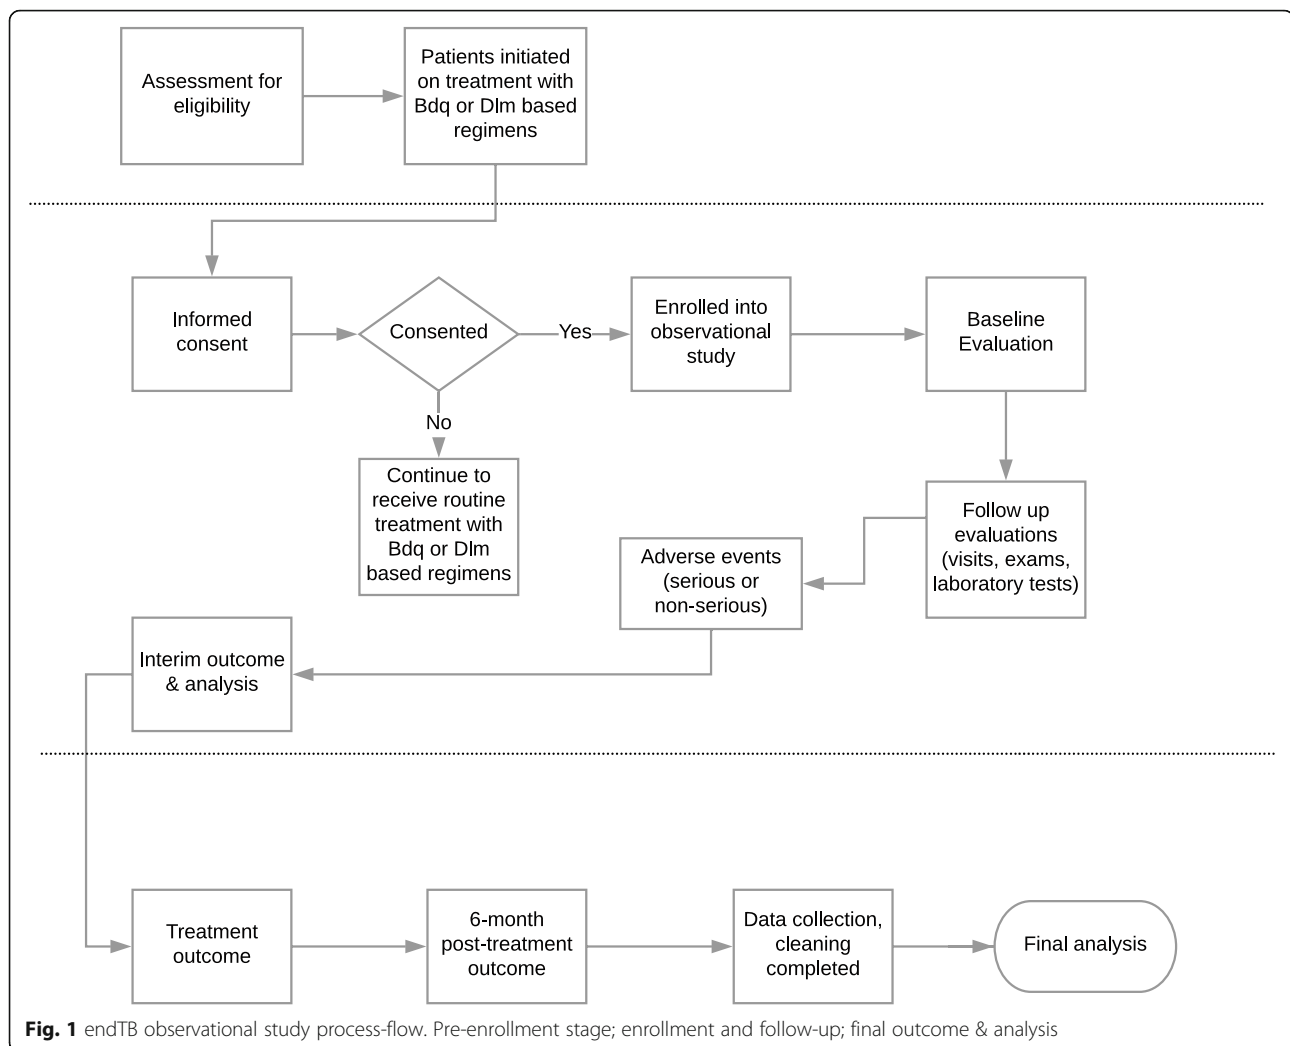 Assessment for
eligibility
Patients initiated
on treatment with
Bdq or Dlm based
regimens
Informed
consent
Consented
Yes
Enrolled into
observational
study
Baseline
Evaluation
No
Continue to
receive routine
treatment with
Bdq or Dlm
based regimens
Follow up
evaluations
(visits, exams,
laboratory tests)
Adverse events
(serious or
non-serious)
Interim outcome
& analysis
Treatment
outcome
6-month
post-treatment
outcome
Data collection,
cleaning
completed
Final analysis
Fig. 1 endTB observational study process-flow. Pre-enrollment stage; enrollment and follow-up; final outcome & analysis